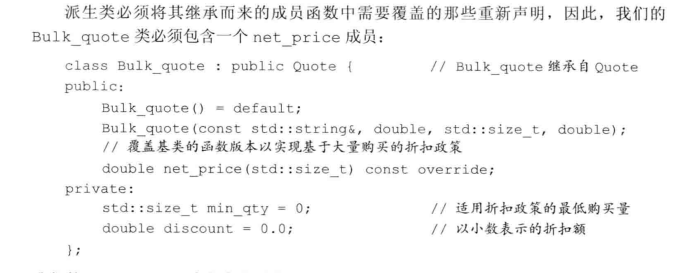 派生类必须将其继承而来的成员函数中需要覆盖的那些重新声明，因此，我们的
Bulk_quote 类必须包含一个 net_price 成员：
class Bulk_quote : public Quote { // Bulk_quote 继承自 Quote
public:
Bulk_quote() = default;
Bulk_quote(const std::string&, double, std::size_t, double);
// 覆盖基类的函数版本以实现基于大量购买的折扣政策
double net_price(std::size_t) const override;
private:
std::size_t min_qty = 0; // 适用折扣政策的最低购买量
double discount = 0.0; // 以小数表示的折扣额
};